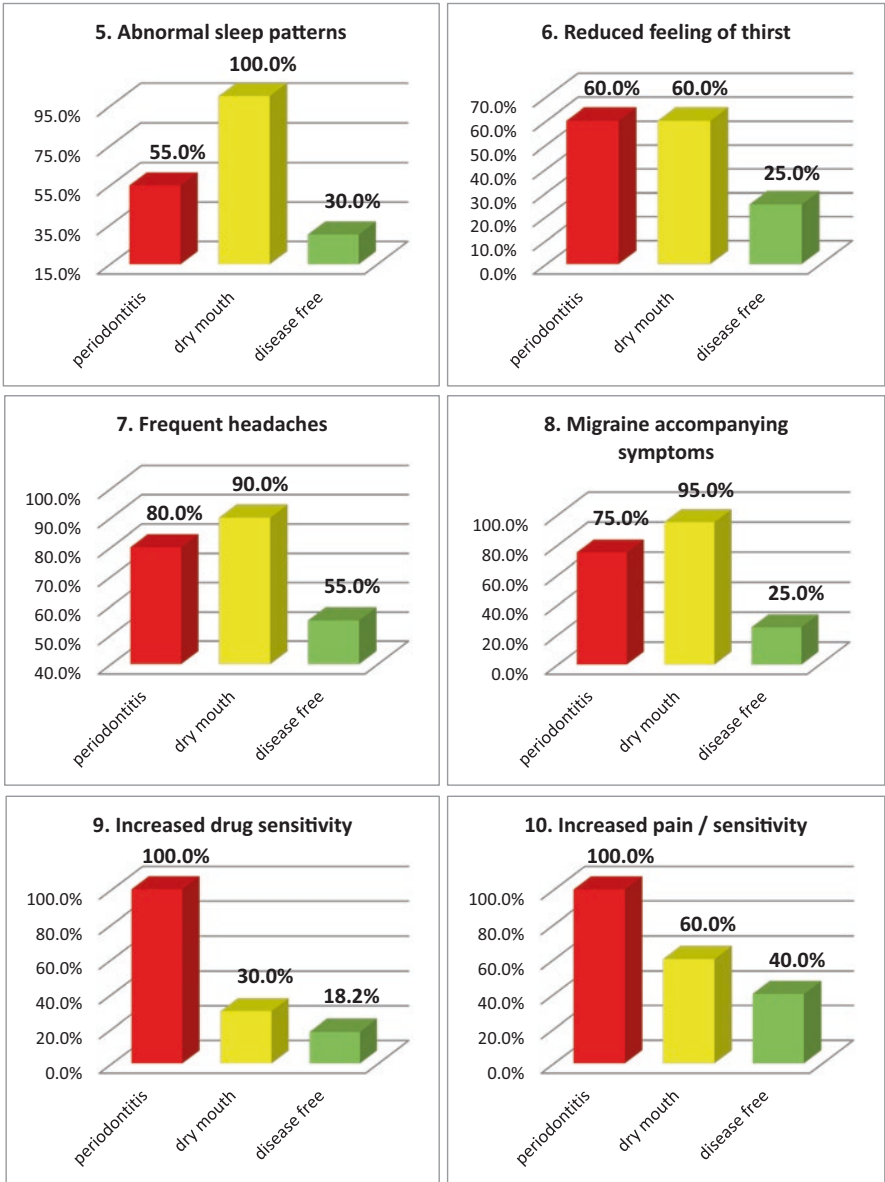 5. Abnormal sleep patterns
100.0%
95.0%
75.0%
55.0%
35.0%
15.0%
55.0%
30.0%
periodontitis
dry mouth
disease free
6. Reduced feeling of thirst
70.0%
60.0%
50.0%
40.0%
30.0%
20.0%
10.0%
0.0%
60.0%
60.0%
25.0%
periodontitis
dry mouth
disease free
7. Frequent headaches
100.0%
90.0%
80.0%
70.0%
60.0%
50.0%
40.0%
80.0%
90.0%
55.0%
periodontitis
dry mouth
disease free
8. Migraine accompanying
symptoms
100.0%
80.0%
60.0%
40.0%
20.0%
0.0%
75.0%
95.0%
25.0%
periodontitis
dry mouth
disease free
9. Increased drug sensitivity
100.0%
100.0%
80.0%
60.0%
40.0%
20.0%
0.0%
30.0%
18.2%
periodontitis
dry mouth
disease free
10. Increased pain / sensitivity
100.0%
100.0%
80.0%
60.0%
40.0%
20.0%
0.0%
60.0%
40.0%
periodontitis
dry mouth
disease free